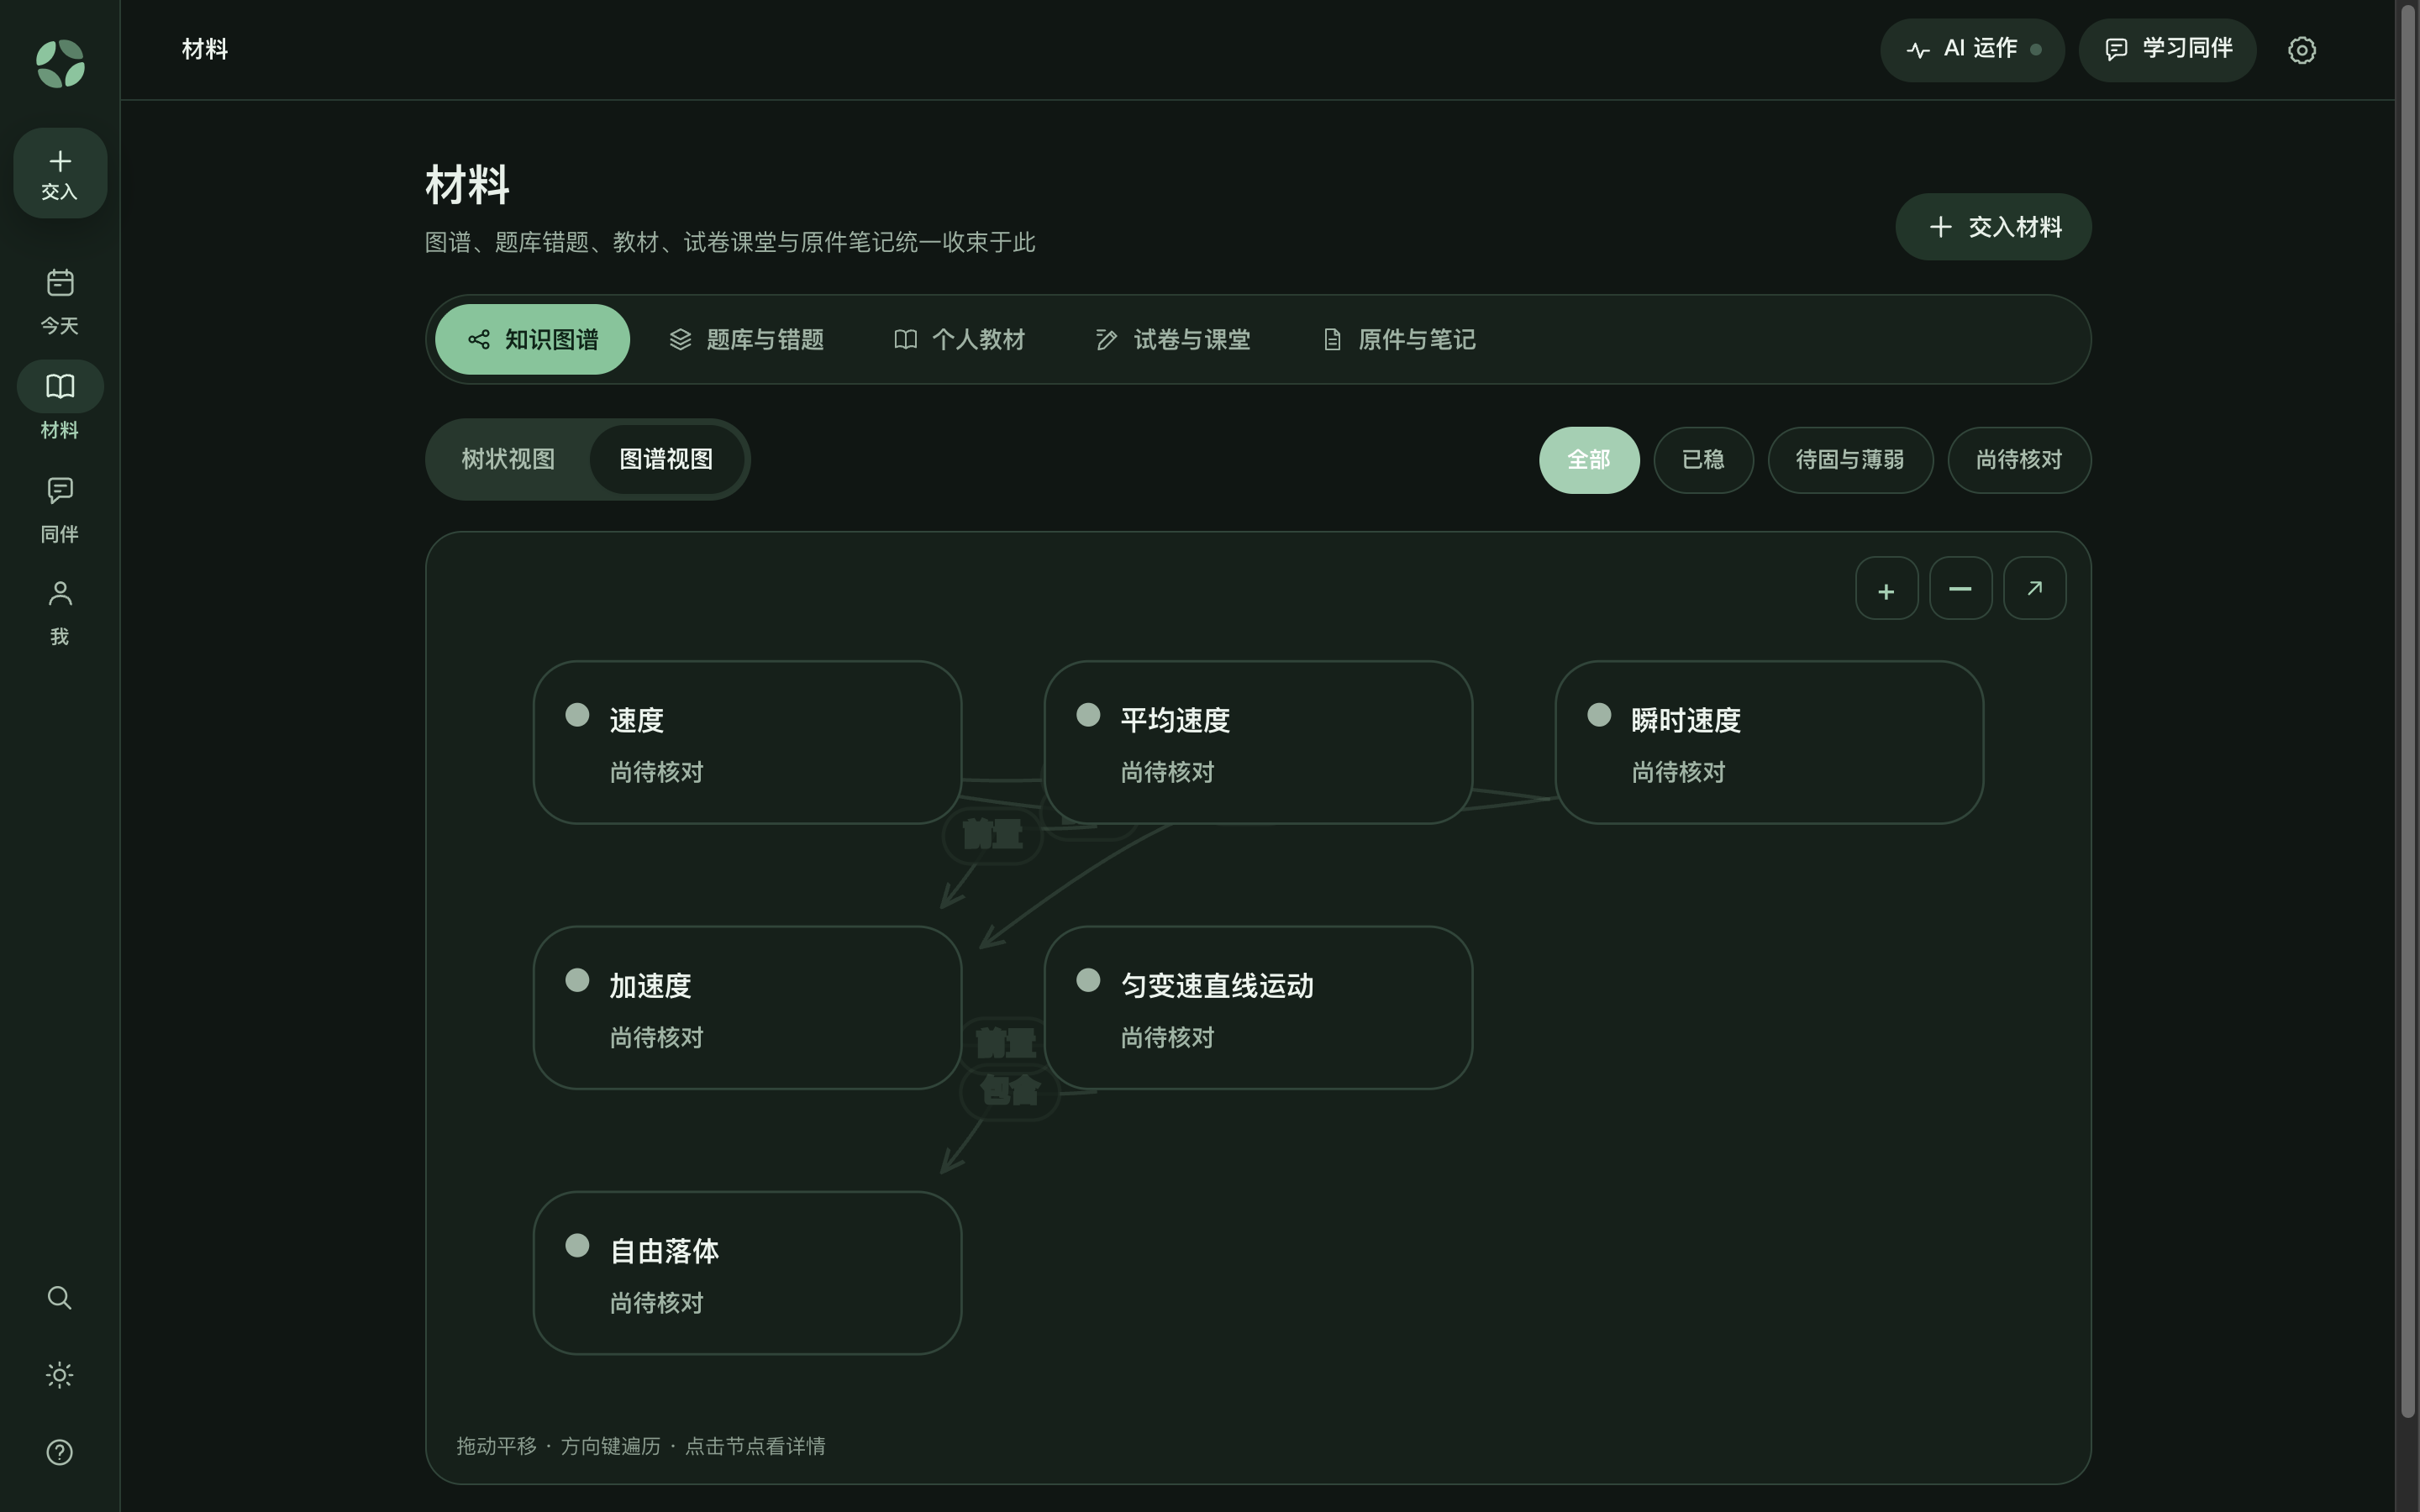 材料
AI 运作
学习同伴
交入
今天
材料
同伴
我
材料
图谱、题库错题、教材、试卷课堂与原件笔记统一收束于此
交入材料
知识图谱
题库与错题
个人教材
试卷与课堂
原件与笔记
树状视图
图谱视图
全部
已稳
待固与薄弱
尚待核对
速度
尚待核对
平均速度
尚待核对
瞬时速度
尚待核对
前置
加速度
尚待核对
匀变速直线运动
尚待核对
前置
包含
自由落体
尚待核对
拖动平移 · 方向键遍历 · 点击节点看详情